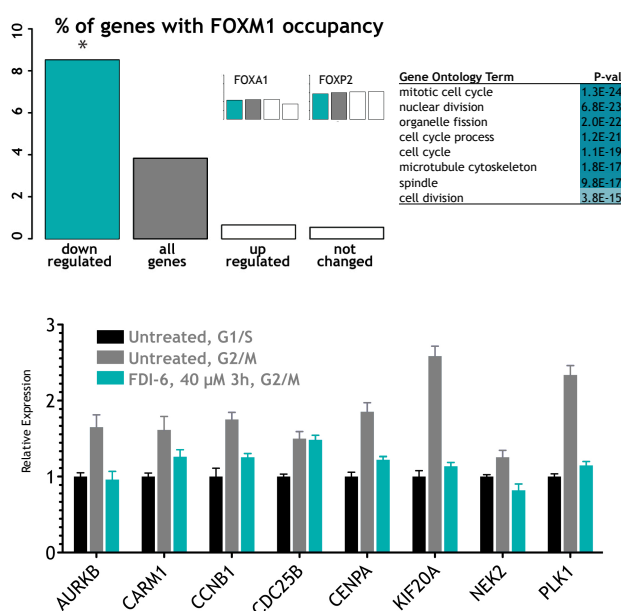 % of genes with FOXM1 occupancy
*
10
8
6
4
2
0
down regulated
all genes
up regulated
not changed
FOXA1
FOXP2
Gene Ontology Term P-val
mitotic cell cycle 1.3E-24
nuclear division 6.8E-23
organelle fission 2.0E-22
cell cycle process 1.2E-21
cell cycle 1.1E-19
microtubule cytoskeleton 1.8E-17
spindle 9.8E-17
cell division 3.8E-15
Relative Expression
3
2
1
0
Untreated, G1/S
Untreated, G2/M
FDI-6, 40 μM 3h, G2/M
AURKB
CARM1
CCNB1
CDC25B
CENPA
KIF20A
NEK2
PLK1